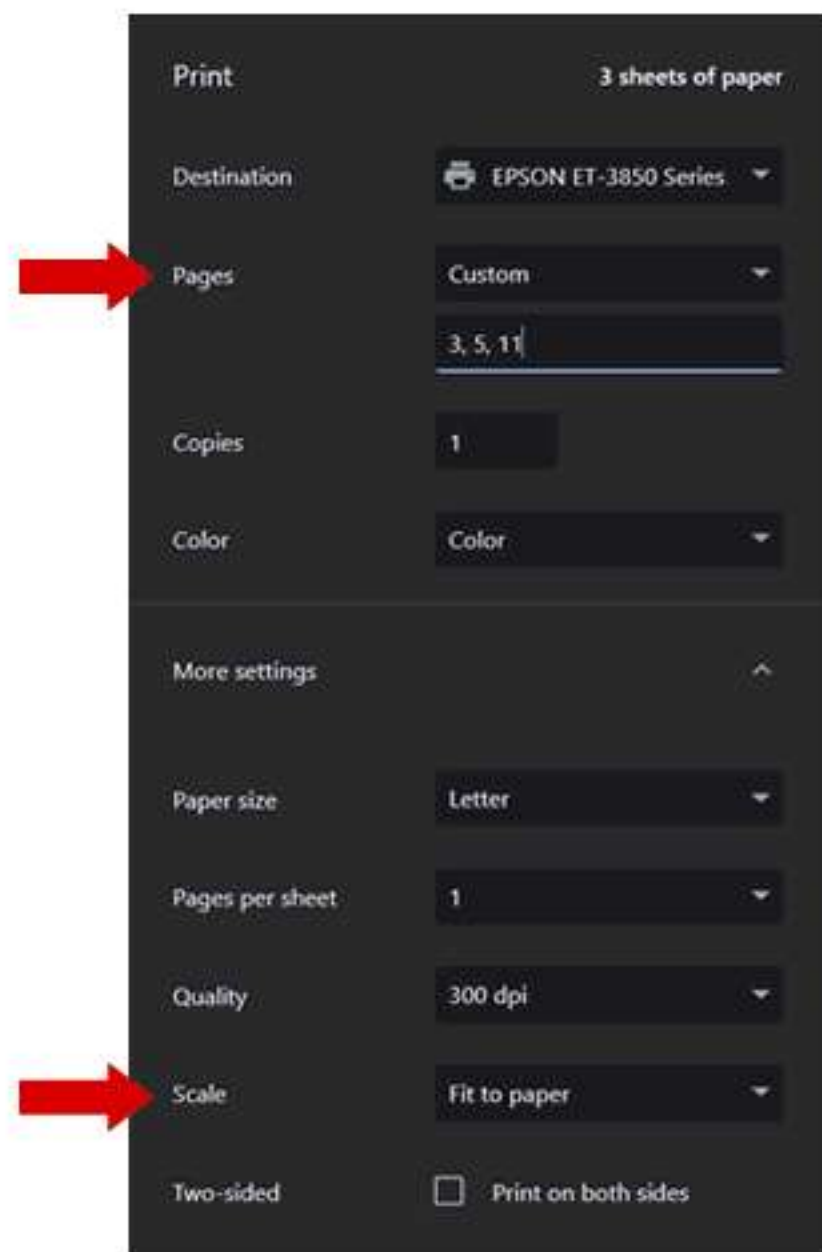 Print 3 sheets of paper
Destination EPSON ET-3850 Series
Pages Custom
3, 5, 11
Copies 1
Color Color
More settings
Paper size Letter
Pages per sheet 1
Quality 300 dpi
Scale Fit to paper
Two-sided Print on both sides